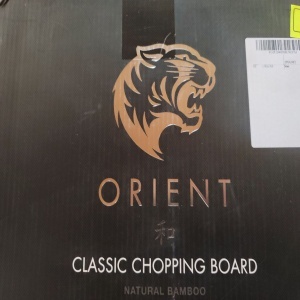 ORIENT
和
CLASSIC CHOPPING BOARD
NATURAL BAMBOO